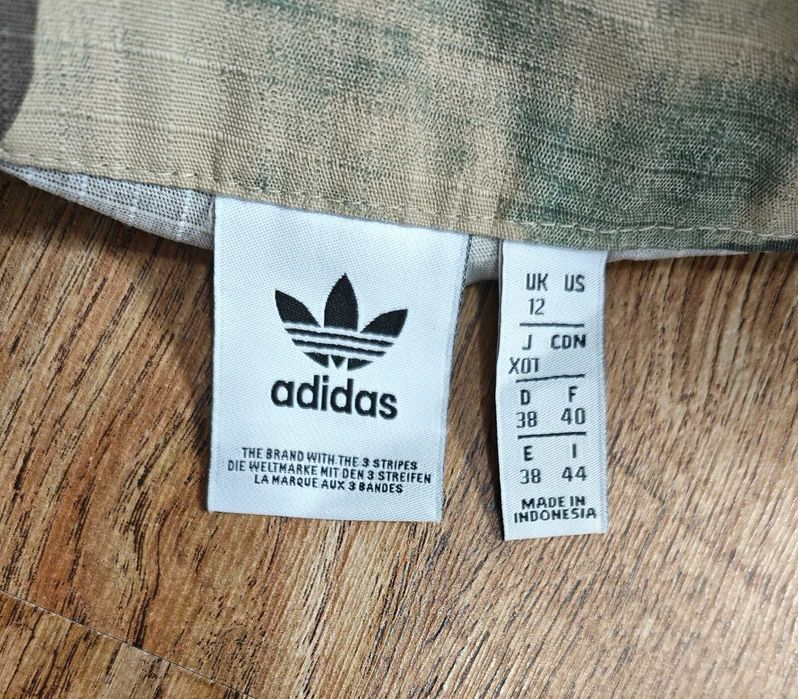 adidas
THE BRAND WITH THE 3 STRIPES
DIE WELTMARKE MIT DEN 3 STREIFEN
LA MARQUE AUX 3 BANDES
UK US
12
J CDN
XOT
D F
38 40
E I
38 44
MADE IN
INDONESIA